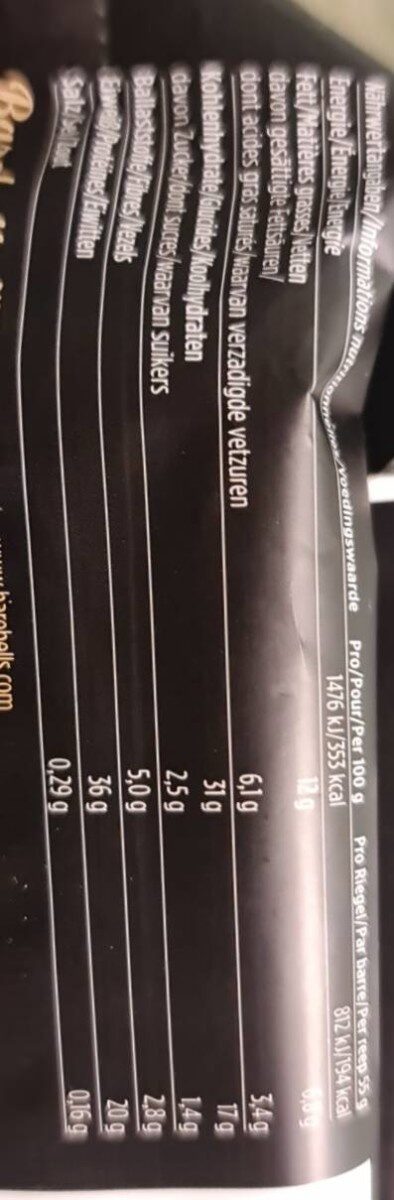 Nährwertangaben/Informations nutritionnelles/Voedingswaarde Pro/Pour/Per 100 g Pro Riegel/Par barre/Per reep 55 g
Energie/Énergie/Energie 1476 kJ/353 kcal 812 kJ/194 kcal
Fett/Matières grasses/Vetten 12 g 6,8 g
davon gesättigte Fettsäuren/
dont acides gras saturés/waarvan verzadigde vetzuren 6,1 g 3,4 g
Kohlenhydrate/Glucides/Koolhydraten 31 g 17 g
davon Zucker/dont sucres/waarvan suikers 2,5 g 1,4 g
Ballaststoffe/Fibres/Vezels 5,0 g 2,8 g
Eiweiß/Protéines/Eiwitten 36 g 20 g
Salz/Sel/Zout 0,29 g 0,16 g
barebells.com